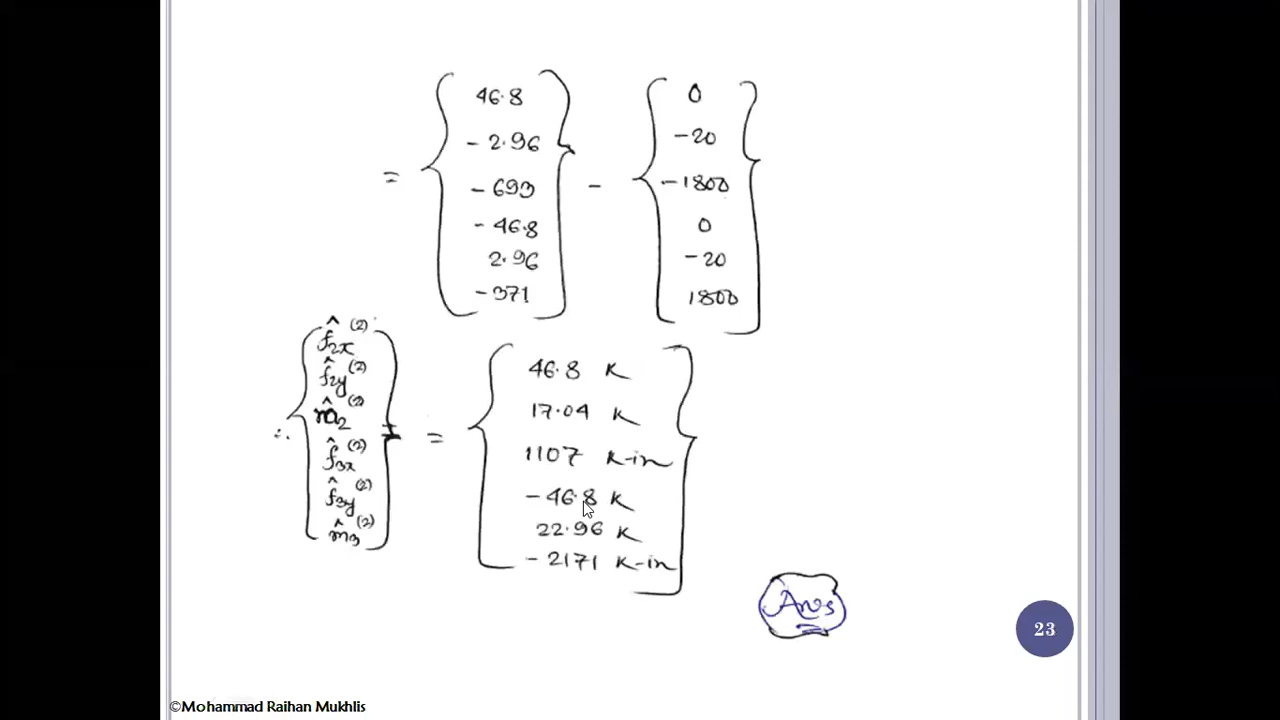 46.8
- 2.96
- 693
- 46.8
2.96
- 371
=
-
0
- 20
- 1800
0
- 20
1800
∴
f̂2x(2)
f̂2y(2)
m̂2(2)
f̂3x(2)
f̂3y(2)
m̂3(2)
=
46.8 K
17.04 K
1107 K-in
- 46.8 K
22.96 K
- 2171 K-in
Ans
23
©Mohammad Raihan Mukhlis